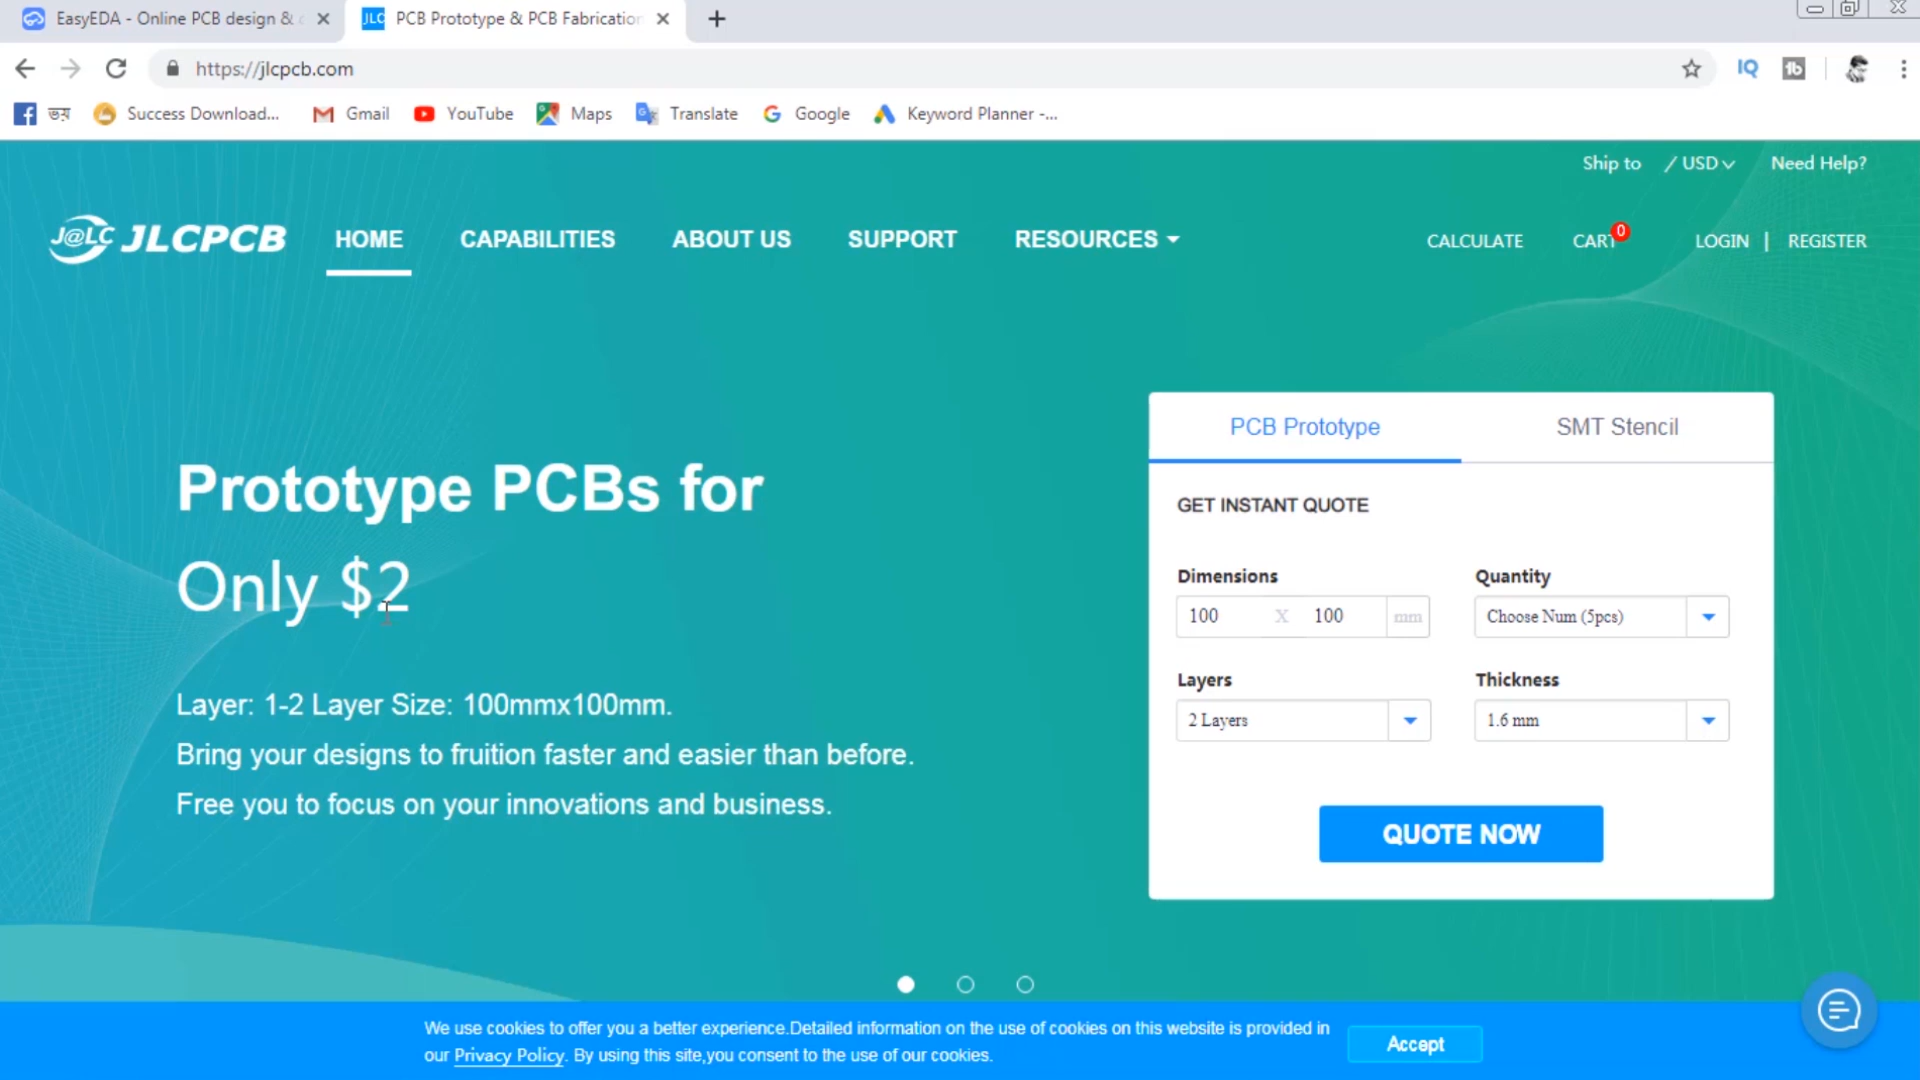 EasyEDA - Online PCB design &
JLC PCB Prototype & PCB Fabrication
https://jlcpcb.com
IQ
ভয় Success Download... Gmail YouTube Maps Translate Google Keyword Planner -...
Ship to / USD Need Help?
J@LC JLCPCB HOME CAPABILITIES ABOUT US SUPPORT RESOURCES CALCULATE CART 0 LOGIN | REGISTER
PCB Prototype SMT Stencil
Prototype PCBs for
Only $2
Layer: 1-2 Layer Size: 100mmx100mm.
Bring your designs to fruition faster and easier than before.
Free you to focus on your innovations and business.
GET INSTANT QUOTE
Dimensions Quantity
100 X 100 mm Choose Num (5pcs)
Layers Thickness
2 Layers 1.6 mm
QUOTE NOW
We use cookies to offer you a better experience.Detailed information on the use of cookies on this website is provided in
our Privacy Policy. By using this site,you consent to the use of our cookies.
Accept